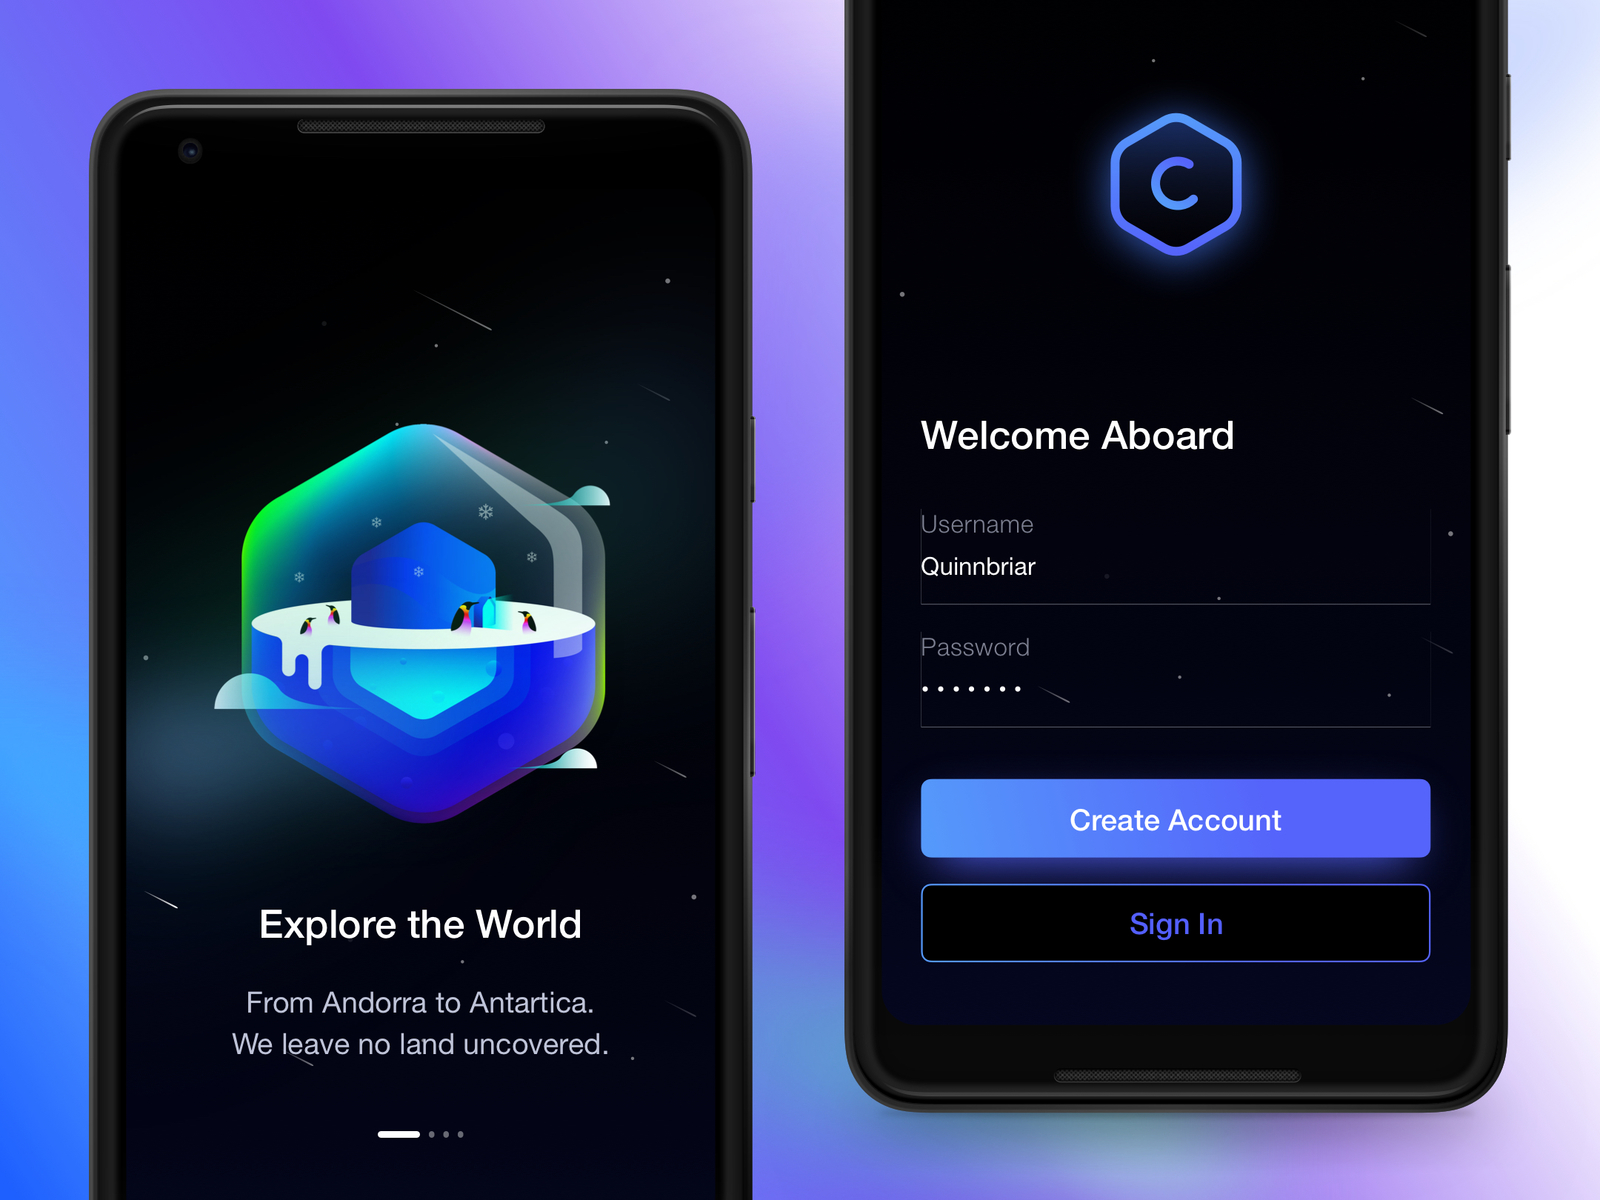 Explore the World
From Andorra to Antartica.
We leave no land uncovered.
C
Welcome Aboard
Username
Quinnbriar
Password
•••••••
Create Account
Sign In